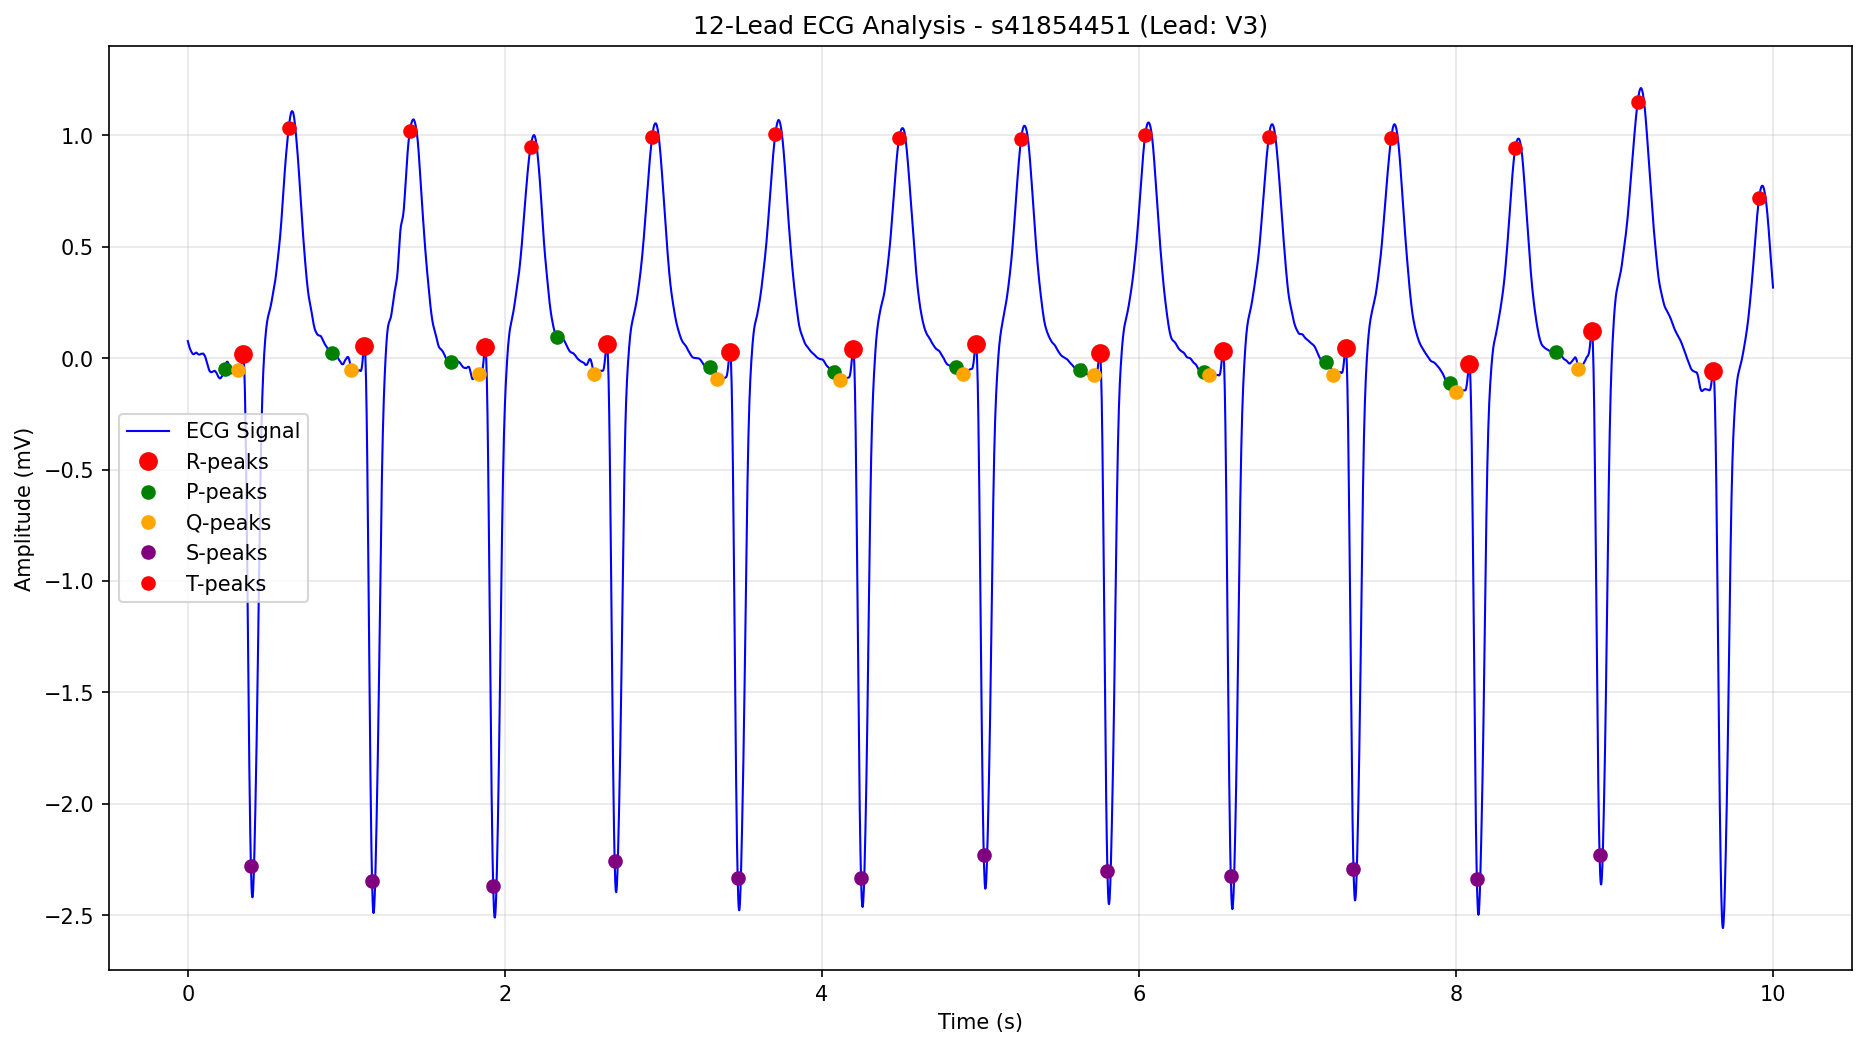 12-Lead ECG Analysis - s41854451 (Lead: V3)
1.0
0.5
0.0
−0.5
−1.0
−1.5
−2.0
−2.5
Amplitude (mV)
ECG Signal
R-peaks
P-peaks
Q-peaks
S-peaks
T-peaks
0 2 4 6 8 10
Time (s)